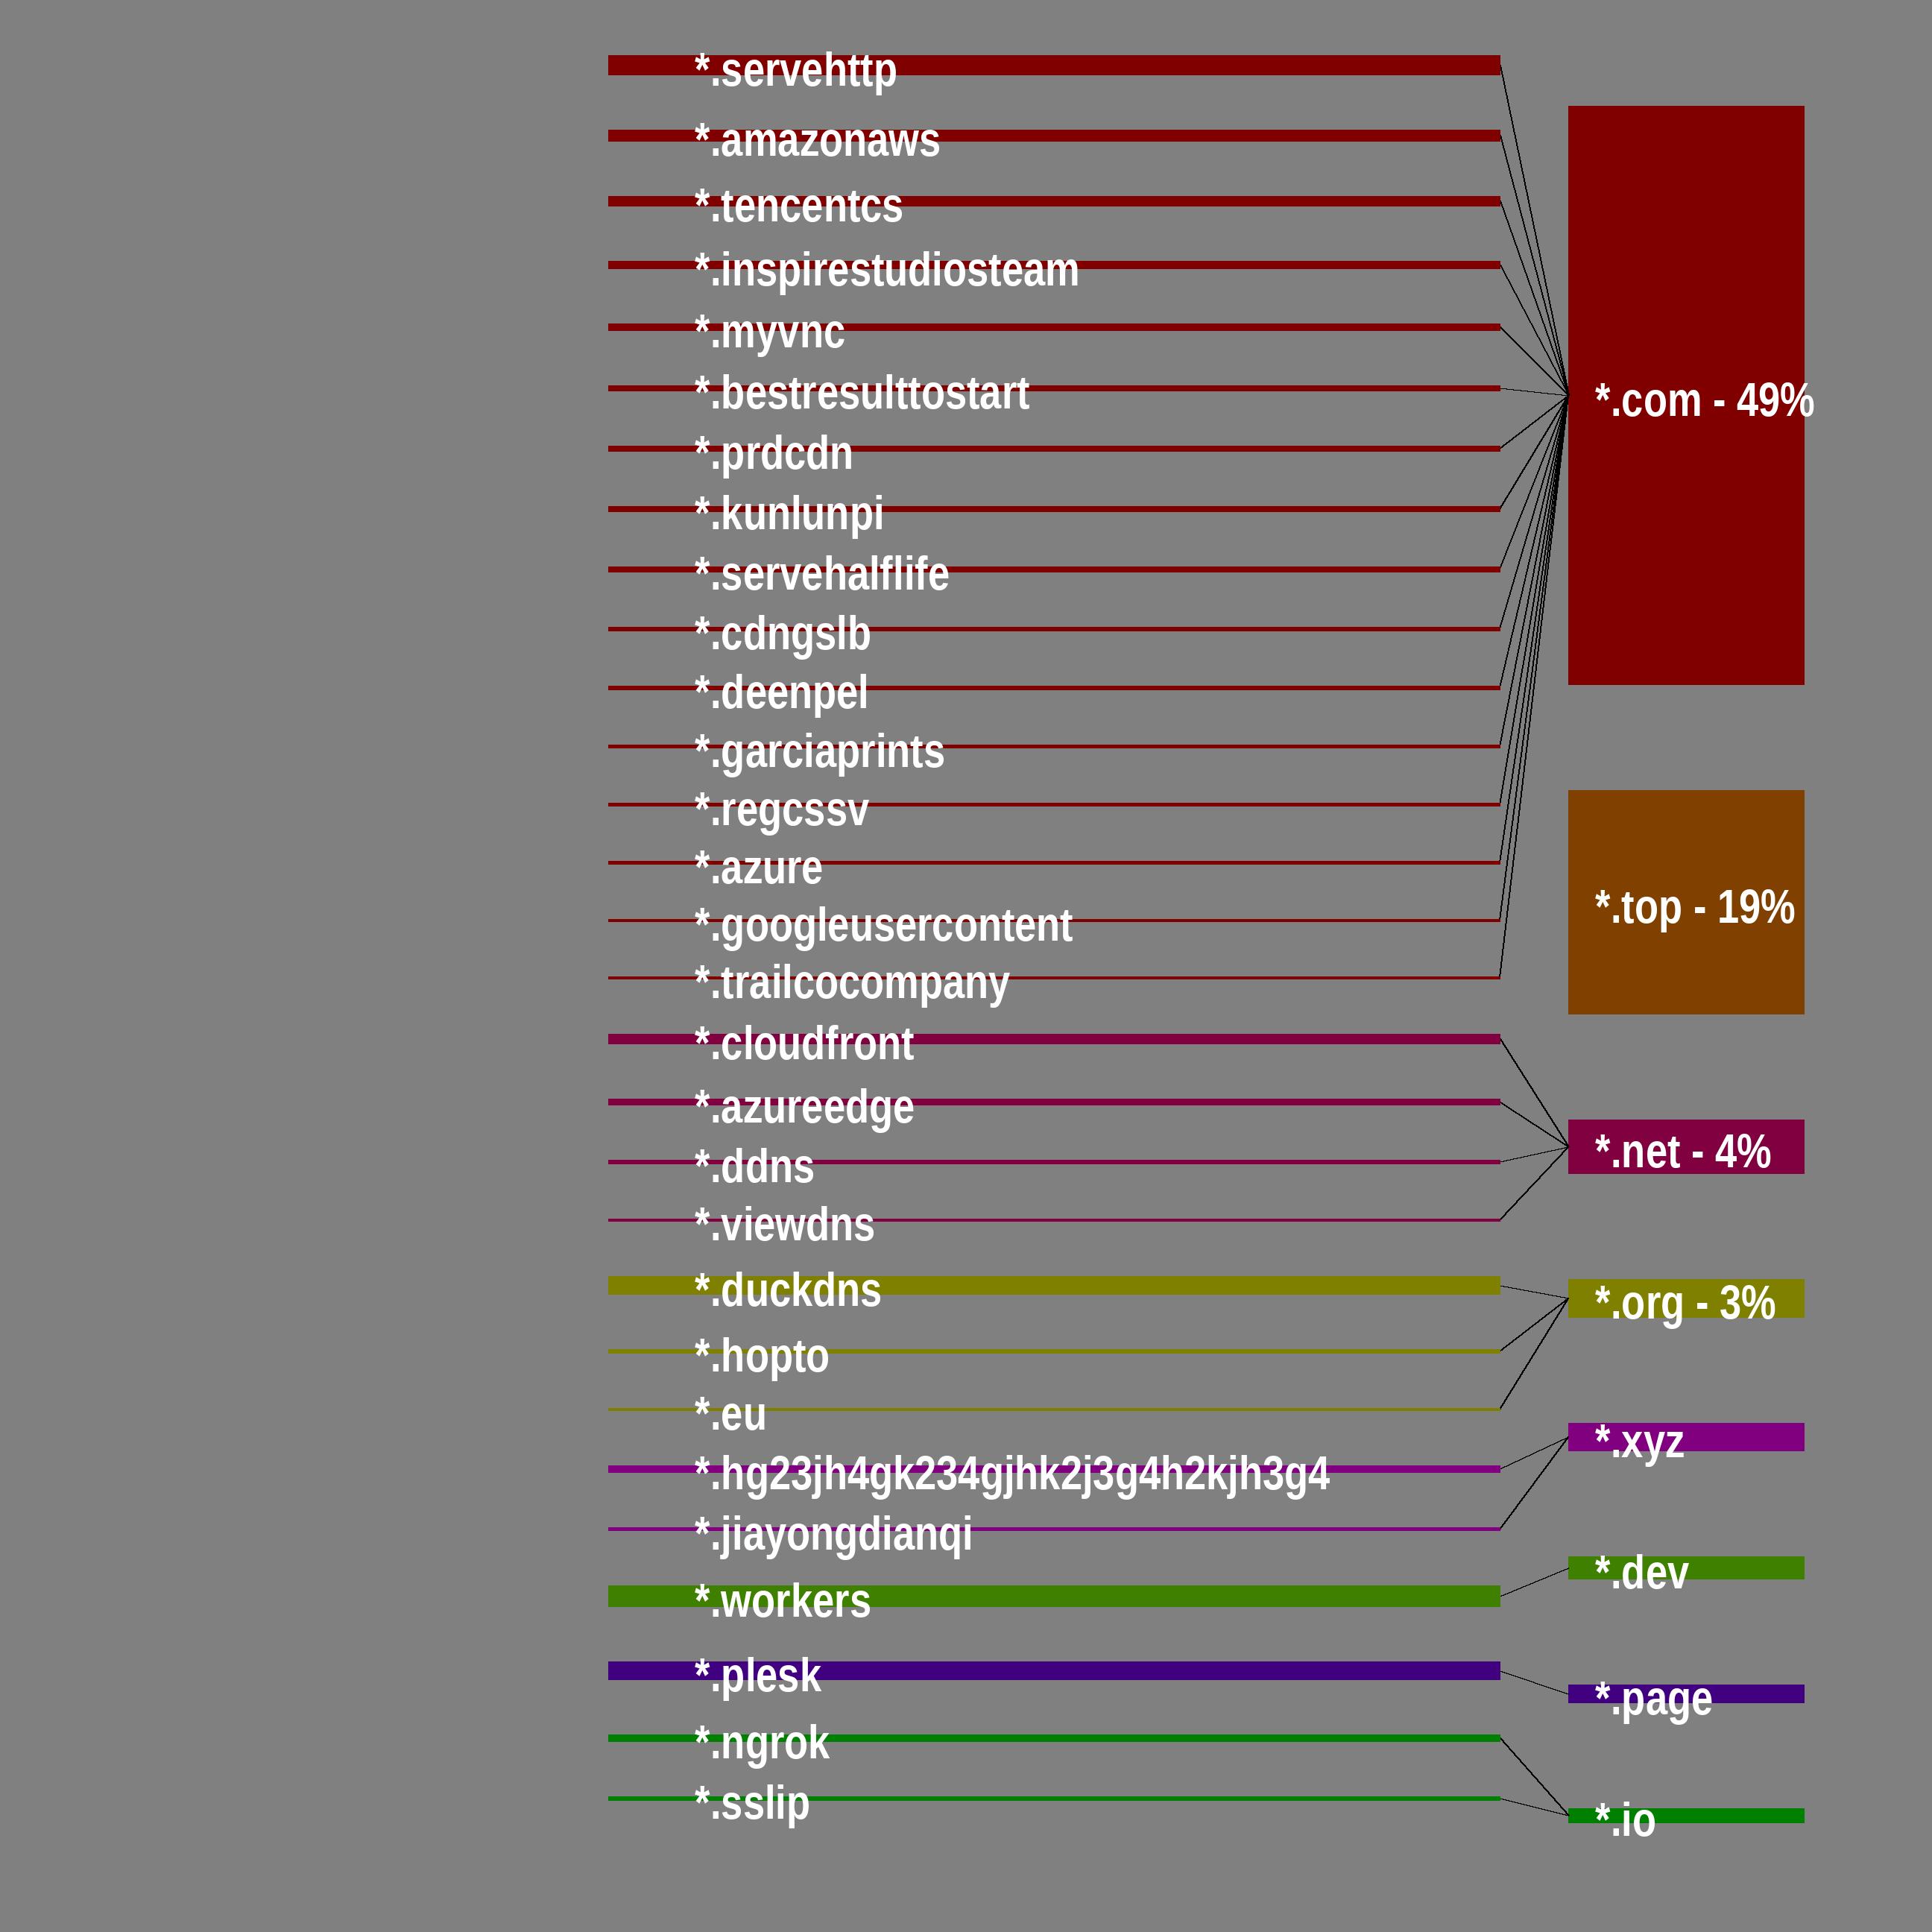 *.servehttp
*.amazonaws
*.tencentcs
*.inspirestudiosteam
*.myvnc
*.bestresulttostart
*.prdcdn
*.kunlunpi
*.servehalflife
*.cdngslb
*.deenpel
*.garciaprints
*.regcssv
*.azure
*.googleusercontent
*.trailcocompany
*.cloudfront
*.azureedge
*.ddns
*.viewdns
*.duckdns
*.hopto
*.eu
*.hg23jh4gk234gjhk2j3g4h2kjh3g4
*.jiayongdianqi
*.workers
*.plesk
*.ngrok
*.sslip
*.com - 49%
*.top - 19%
*.net - 4%
*.org - 3%
*.xyz
*.dev
*.page
*.io